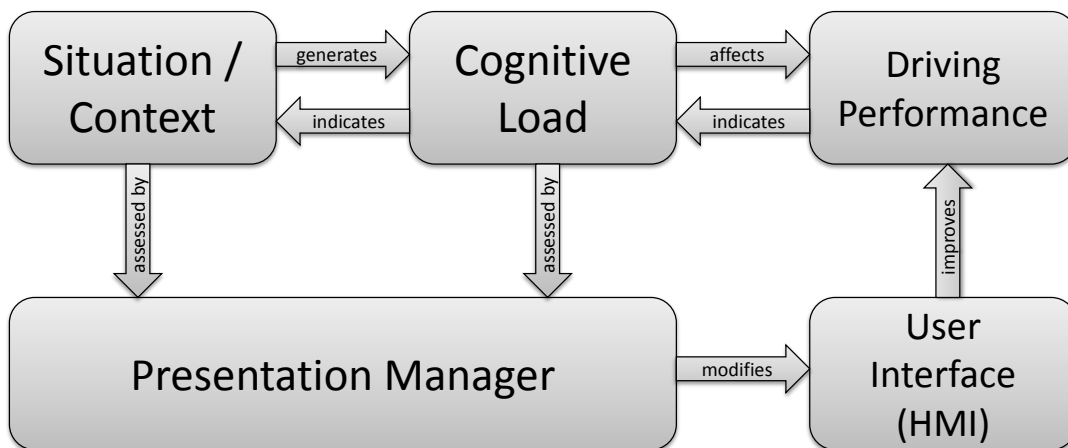 Situation /
Context
generates
indicates
Cognitive
Load
affects
indicates
Driving
Performance
assessed by
assessed by
improves
Presentation Manager
modifies
User
Interface
(HMI)